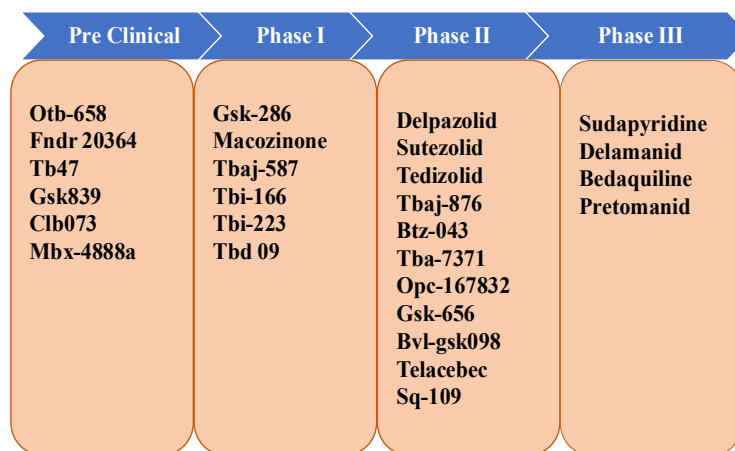 Pre Clinical
Phase I
Phase II
Phase III
Otb-658
Fndr 20364
Tb47
Gsk839
Clb073
Mbx-4888a
Gsk-286
Macozinone
Tbaj-587
Tbi-166
Tbi-223
Tbd 09
Delpazolid
Sutezolid
Tedizolid
Tbaj-876
Btz-043
Tba-7371
Opc-167832
Gsk-656
Bvl-gsk098
Telacebec
Sq-109
Sudapyridine
Delamanid
Bedaquiline
Pretomanid